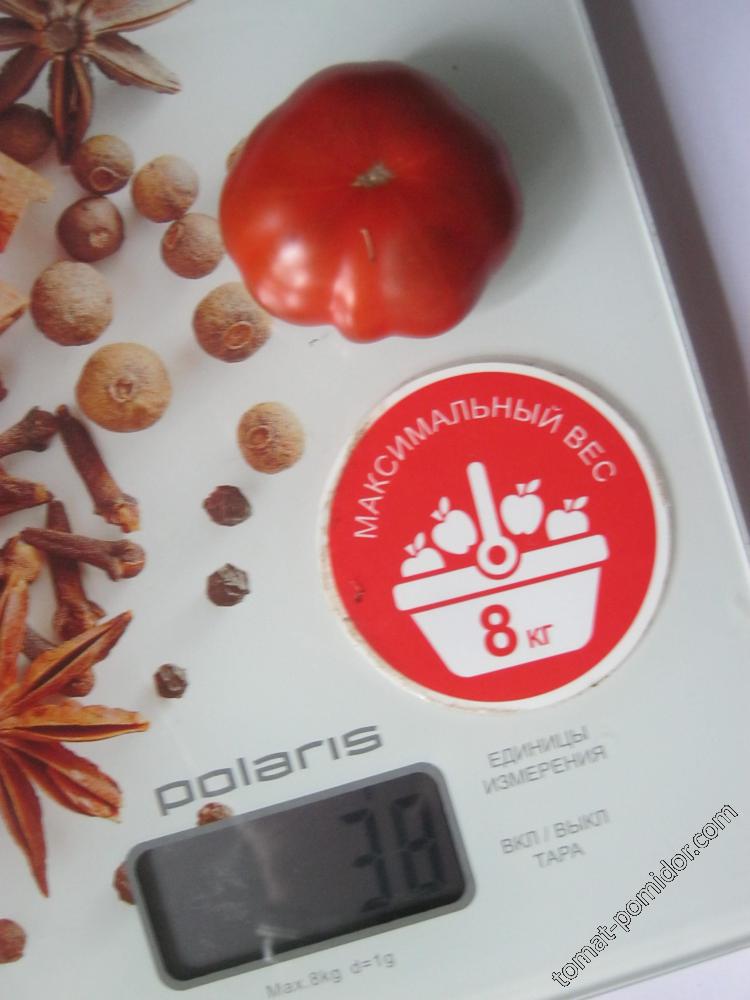 МАКСИМАЛЬНЫЙ ВЕС
8 кг
polaris
ЕДИНИЦЫ
ИЗМЕРЕНИЯ
ВКЛ / ВЫКЛ
ТАРА
38
Max.8kg d=1g
tomat-pomidor.com